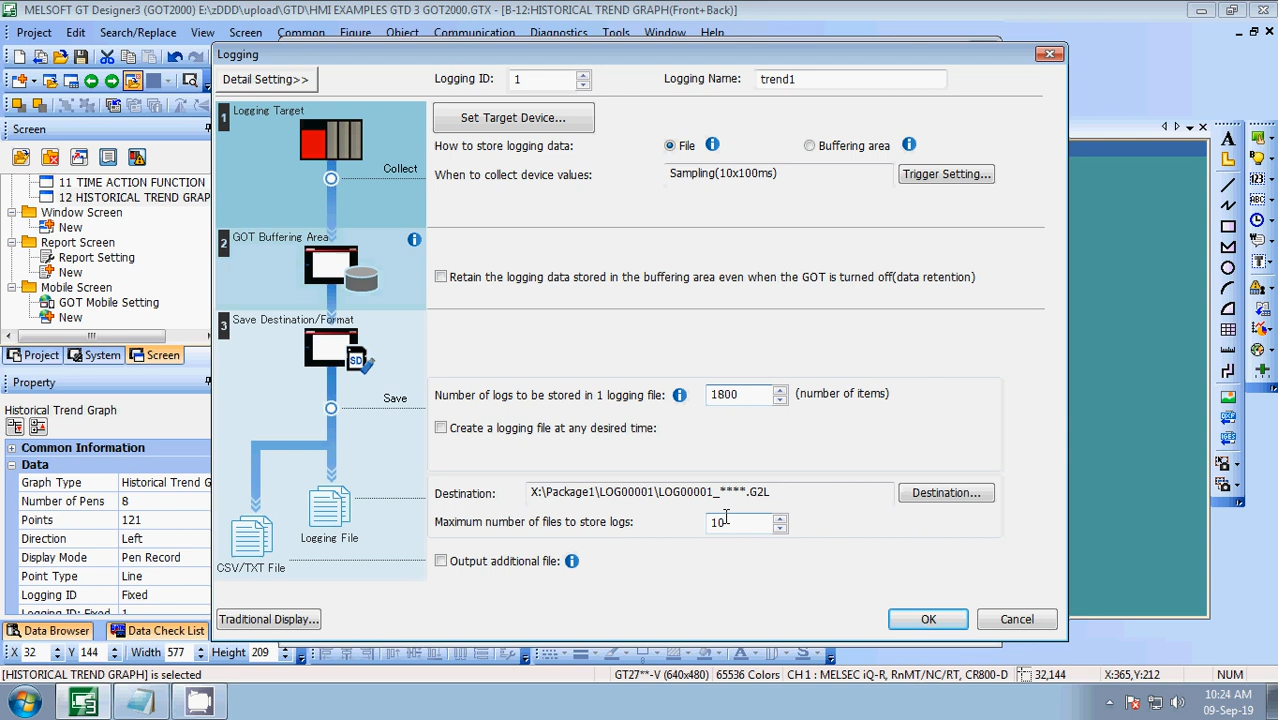 MELSOFT GT Designer3 (GOT2000) E:\zDDD\upload\GTD\HMI EXAMPLES GTD 3 GOT2000.GTX - [B-12:HISTORICAL TREND GRAPH(Front+Back)]
Project Edit Search/Replace View Screen Common Figure Object Communication Diagnostics Tools Window Help
Logging
Detail Setting>>
Logging ID: 1
Logging Name: trend1
1 Logging Target
Set Target Device...
How to store logging data: File Buffering area
Collect
When to collect device values: Sampling(10x100ms) Trigger Setting...
2 GOT Buffering Area
Retain the logging data stored in the buffering area even when the GOT is turned off(data retention)
3 Save Destination/Format
SD
Save
Number of logs to be stored in 1 logging file: 1800 (number of items)
Create a logging file at any desired time:
Destination: X:\Package1\LOG00001\LOG00001_****.G2L Destination...
Maximum number of files to store logs: 10
Logging File
Output additional file:
CSV/TXT File
Traditional Display...
OK Cancel
Screen
11 TIME ACTION FUNCTION
12 HISTORICAL TREND GRAP
Window Screen
New
Report Screen
Report Setting
New
Mobile Screen
GOT Mobile Setting
New
Project System Screen
Property
Historical Trend Graph
Common Information
Data
Graph Type Historical Trend G
Number of Pens 8
Points 121
Direction Left
Display Mode Pen Record
Point Type Line
Logging ID Fixed
Logging ID: Fixed 1
Data Browser Data Check List
X 32 Y 144 Width 577 Height 209
[HISTORICAL TREND GRAPH] is selected
GT27**-V (640x480) 65536 Colors CH 1 : MELSEC iQ-R, RnMT/NC/RT, CR800-D 32,144 X:365,Y:212 NUM
10:24 AM
09-Sep-19